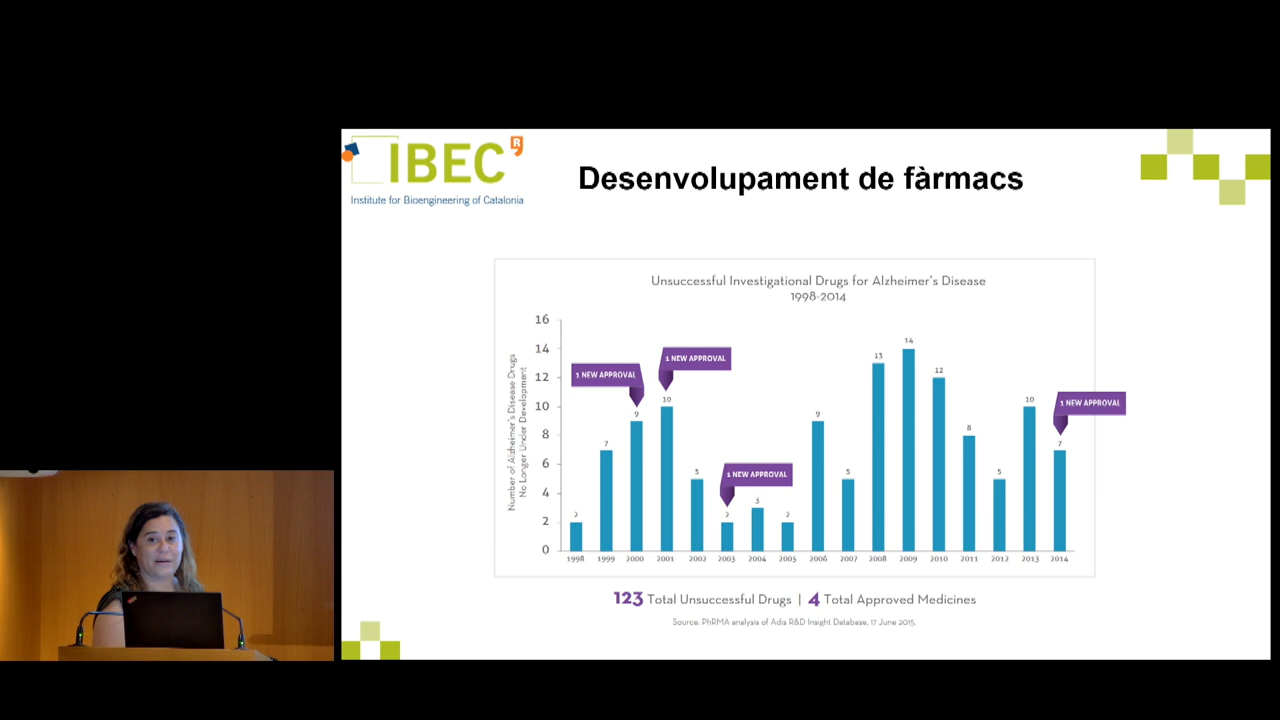 IBEC R
Institute for Bioengineering of Catalonia
Desenvolupament de fàrmacs
Unsuccessful Investigational Drugs for Alzheimer's Disease
1998-2014
Number of Alzheimer's Disease Drugs
No Longer Under Development
16
14
12
10
8
6
4
2
0
1 NEW APPROVAL
1 NEW APPROVAL
1 NEW APPROVAL
1 NEW APPROVAL
2 7 9 10 5 2 3 2 9 5 13 14 12 8 5 10 7
1998 1999 2000 2001 2002 2003 2004 2005 2006 2007 2008 2009 2010 2011 2012 2013 2014
123 Total Unsuccessful Drugs | 4 Total Approved Medicines
Source: PhRMA analysis of Adis R&D Insight Database, 17 June 2015.